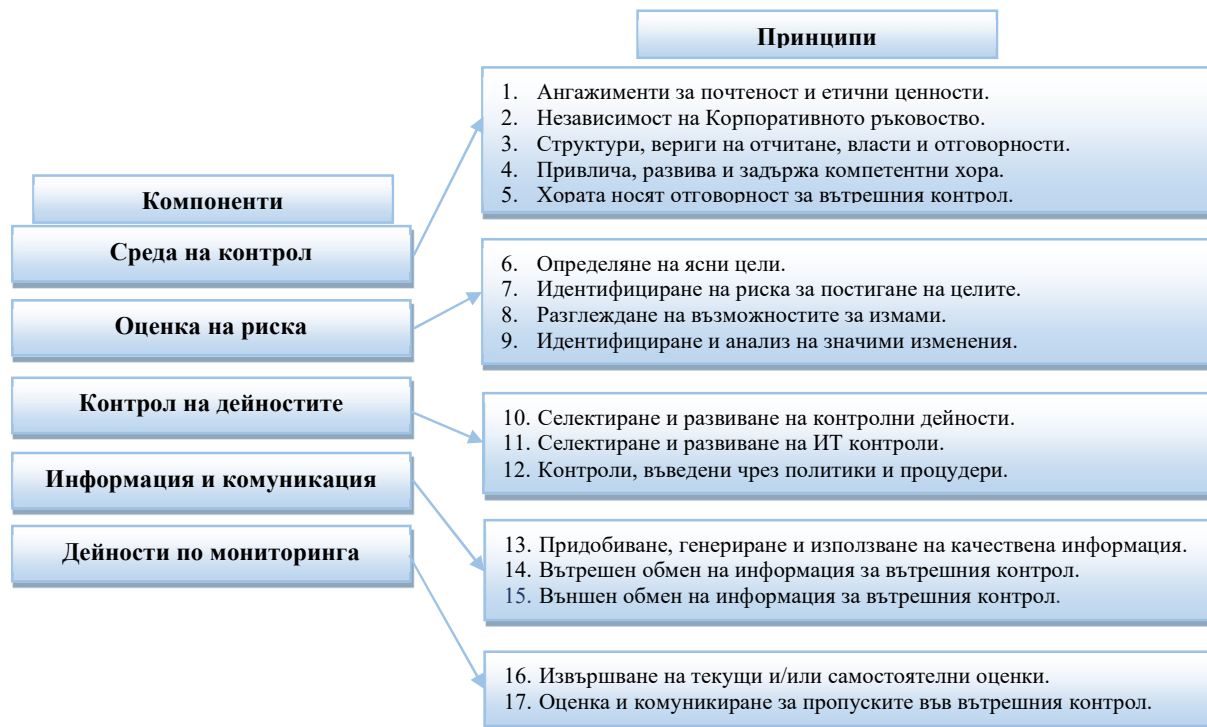 Принципи
1. Ангажименти за почтеност и етични ценности.
2. Независимост на Корпоративното ръковоство.
3. Структури, вериги на отчитане, власти и отговорности.
4. Привлича, развива и задържа компетентни хора.
5. Хората носят отговорност за вътрешния контрол.
Компоненти
Среда на контрол
6. Определяне на ясни цели.
7. Идентифициране на риска за постигане на целите.
8. Разглеждане на възможностите за измами.
9. Идентифициране и анализ на значими изменения.
Оценка на риска
Контрол на дейностите
10. Селектиране и развиване на контролни дейности.
11. Селектиране и развиване на ИТ контроли.
12. Контроли, въведени чрез политики и процудери.
Информация и комуникация
Дейности по мониторинга
13. Придобиване, генериране и използване на качествена информация.
14. Вътрешен обмен на информация за вътрешния контрол.
15. Външен обмен на информация за вътрешния контрол.
16. Извършване на текущи и/или самостоятелни оценки.
17. Оценка и комуникиране за пропуските във вътрешния контрол.